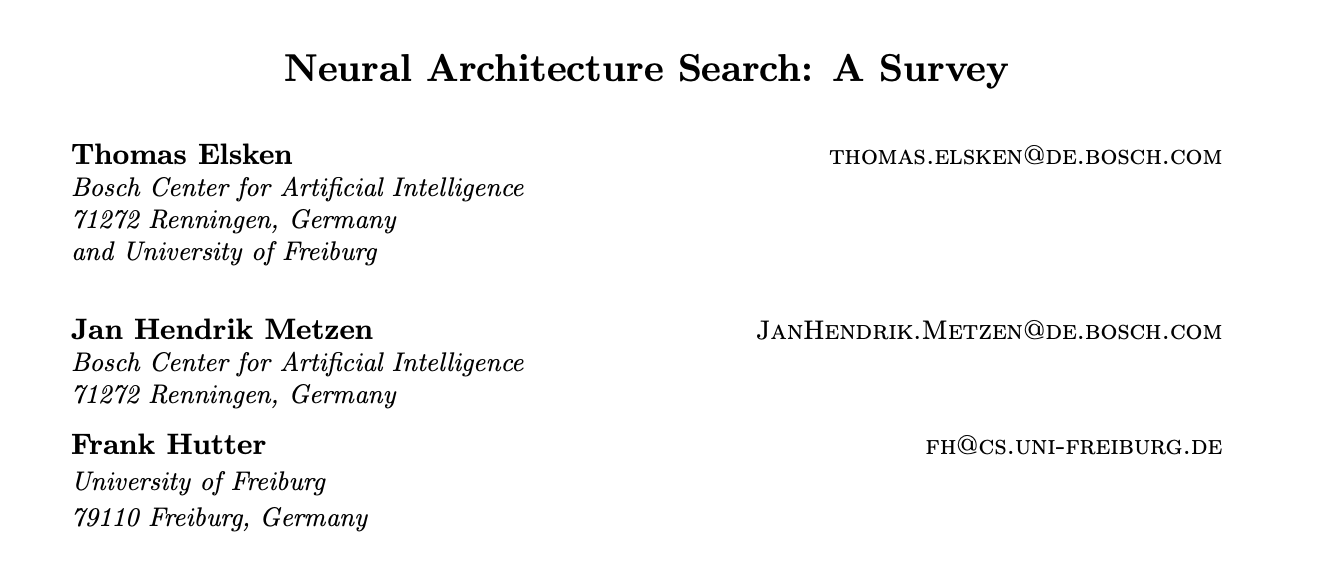 Neural Architecture Search: A Survey
Thomas Elsken thomas.elsken@de.bosch.com
Bosch Center for Artificial Intelligence
71272 Renningen, Germany
and University of Freiburg
Jan Hendrik Metzen JanHendrik.Metzen@de.bosch.com
Bosch Center for Artificial Intelligence
71272 Renningen, Germany
Frank Hutter fh@cs.uni-freiburg.de
University of Freiburg
79110 Freiburg, Germany